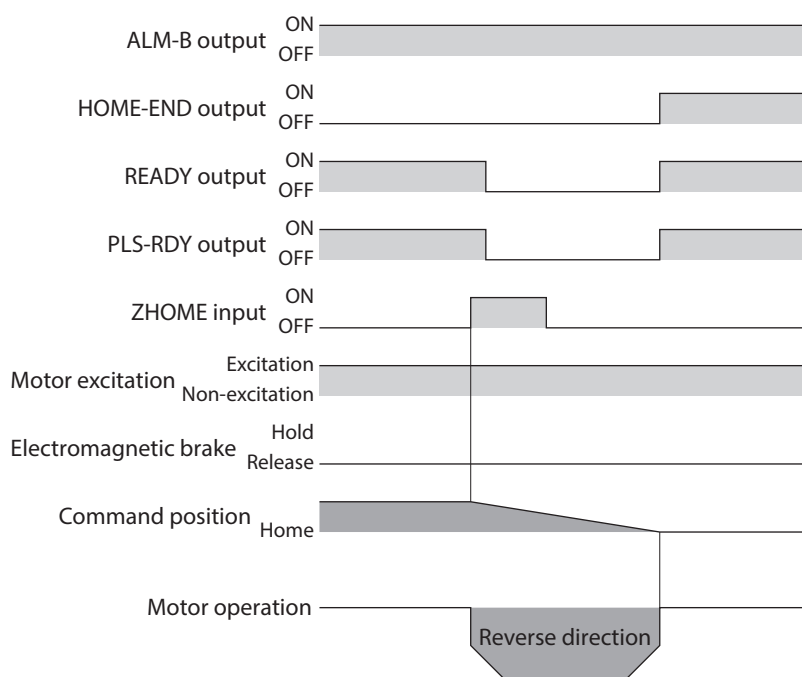 ALM-B output
ON
OFF
HOME-END output
ON
OFF
READY output
ON
OFF
PLS-RDY output
ON
OFF
ZHOME input
ON
OFF
Motor excitation
Excitation
Non-excitation
Electromagnetic brake
Hold
Release
Command position
Home
Motor operation
Reverse direction